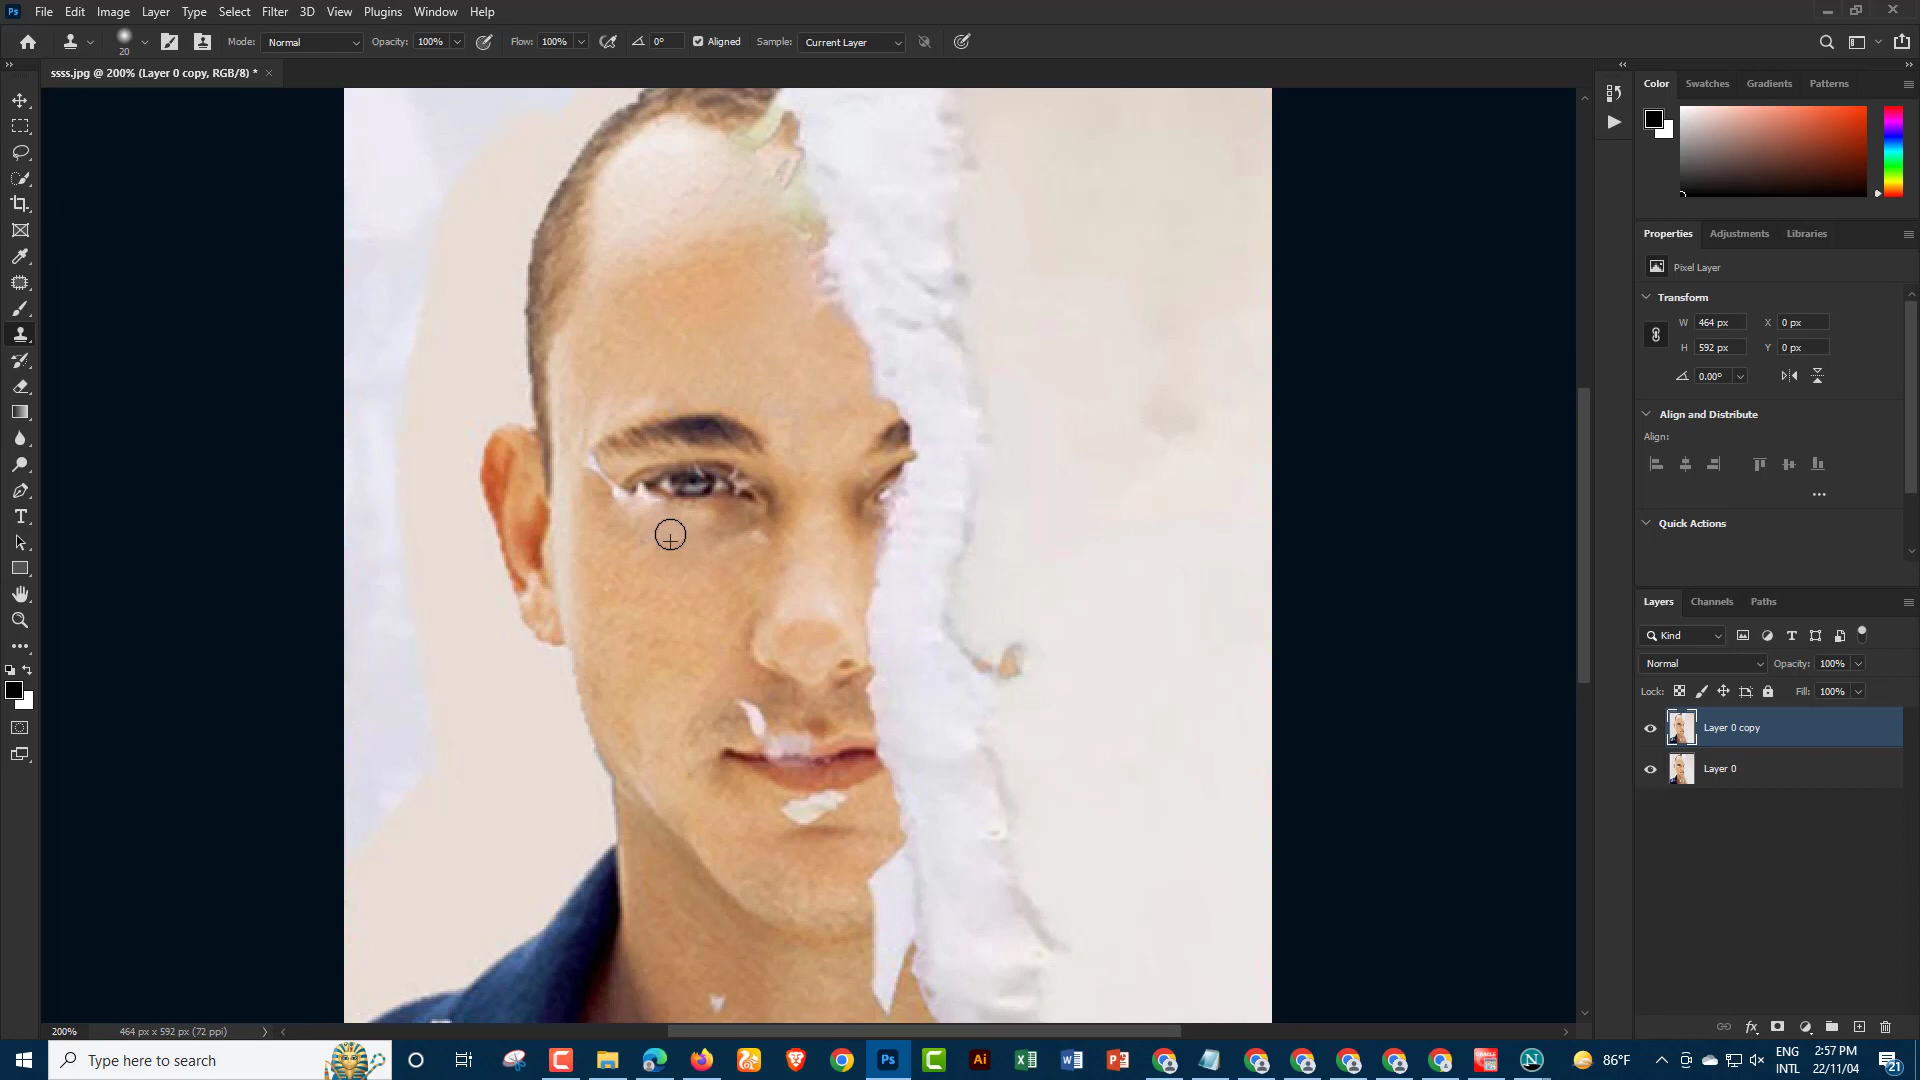 Ps File Edit Image Layer Type Select Filter 3D View Plugins Window Help
20 Mode: Normal Opacity: 100% Flow: 100% 0° Aligned Sample: Current Layer
ssss.jpg @ 200% (Layer 0 copy, RGB/8) * ×
Color Swatches Gradients Patterns
Properties Adjustments Libraries
Pixel Layer
Transform
W 464 px X 0 px
H 592 px Y 0 px
0.00°
Align and Distribute
Align:
Quick Actions
Layers Channels Paths
Kind
Normal Opacity: 100%
Lock: Fill: 100%
Layer 0 copy
Layer 0
200% 464 px x 592 px (72 ppi)
Type here to search
Ps Ai
86°F
ENG
INTL
2:57 PM
22/11/04
21